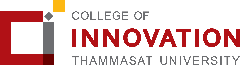 COLLEGE OF
INNOVATION
THAMMASAT UNIVERSITY